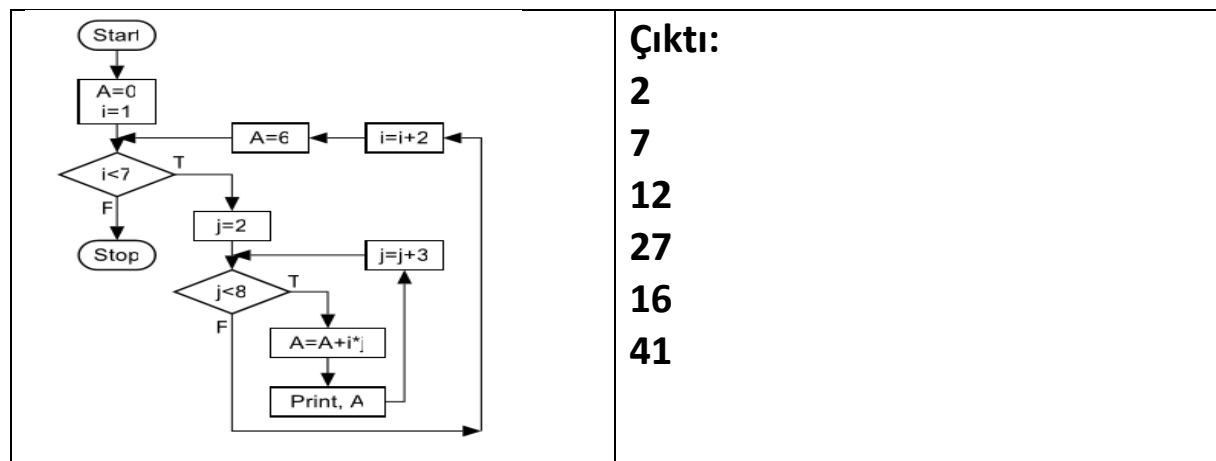 Start
A=0
i=1
A=6
i=i+2
i<7
T
F
j=2
Stop
j=j+3
j<8
T
F
A=A+i*j
Print, A
Çıktı:
2
7
12
27
16
41